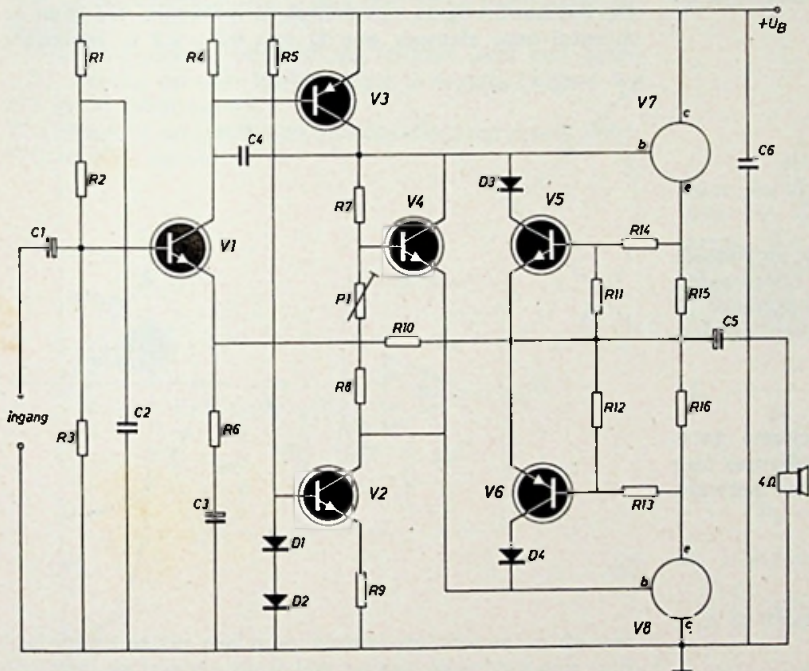 +UB
R1
R4
R5
V3
V7
c
C4
b
C6
R2
D3
V4
V5
e
C1
R7
R14
V1
P1
R11
R15
C5
R10
ingang
C2
R8
R12
R16
R3
R6
4Ω
V2
V6
R13
C3
D1
D4
e
b
D2
R9
V8
c